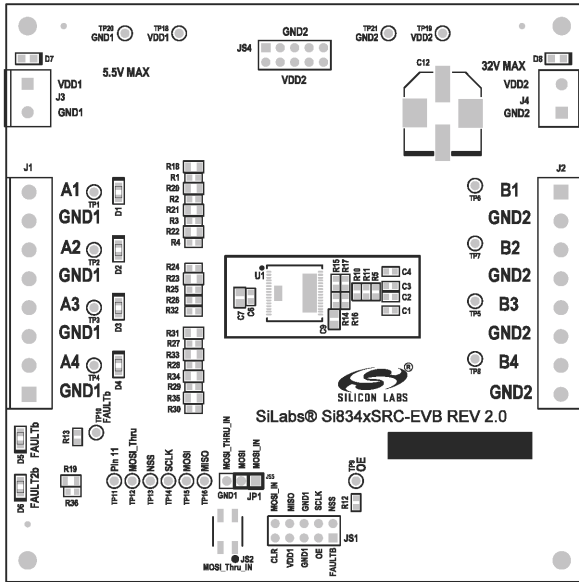 TP20 TP18 GND2 TP21 TP19
GND1 VDD1 JS4 GND2 VDD2
D7 5.5V MAX VDD2 C12 32V MAX D8
VDD1 VDD2
J3 J4
GND1 GND2
J1 J2
R18
R1
A1 R20 TP6 B1
TP1 D1 R2
GND1 R21 GND2
R3
R22
A2 R4 TP7 B2
TP2 D2
GND1 R24 U1 R15 R17 C4 GND2
R23 R10 R11 R5 C3
R25 C2
A3 R26 C7 C6 TP5 B3
TP3 D3 R32 C9 R14 R16 C1
GND1 GND2
R31
R27
A4 R33 TP8 B4
TP4 D4 R28
GND1 R34 GND2
R29 ®
R35 SILICON LABS
TP10 FAULTb R30 SiLabs® Si834xSRC-EVB REV 2.0
D5 FAULTb R13
D6 FAULT2b R19
R36
Pin 11 MOSI_Thru NSS SCLK MOSI MISO
TP11 TP12 TP13 TP14 TP15 TP16
MOSI_THRU_IN MOSI MOSI_IN JS5
GND1 JP1
TP9 OE
R12
MOSI_IN MISO GND1 SCLK NSS
JS1
CLR VDD1 GND1 OE FAULTB
JS2
MOSI_Thru_IN